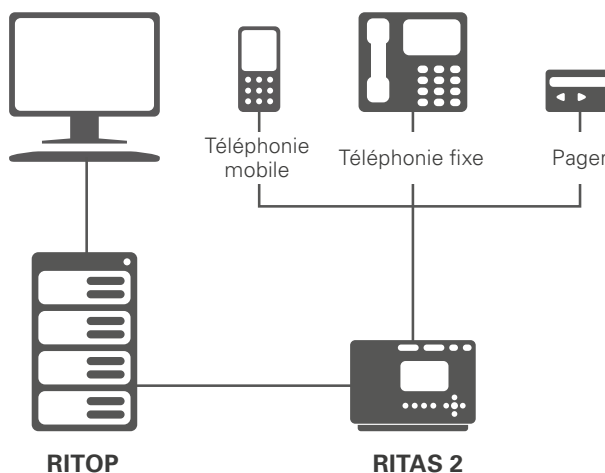 Téléphonie
mobile
Téléphonie fixe
Pager
RITOP
RITAS 2